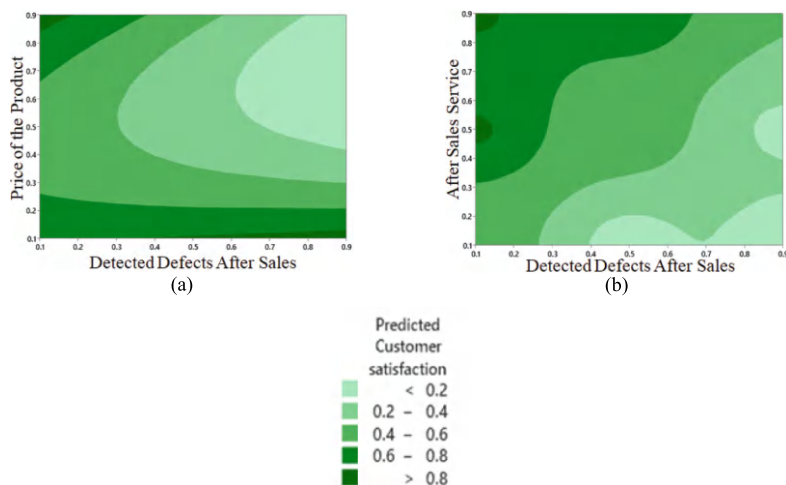 Price of the Product
0.9
0.8
0.7
0.6
0.5
0.4
0.3
0.2
0.1
0.1 0.2 0.3 0.4 0.5 0.6 0.7 0.8 0.9
Detected Defects After Sales
(a)
After Sales Service
0.9
0.8
0.7
0.6
0.5
0.4
0.3
0.2
0.1
0.1 0.2 0.3 0.4 0.5 0.6 0.7 0.8 0.9
Detected Defects After Sales
(b)
Predicted
Customer
satisfaction
< 0.2
0.2 – 0.4
0.4 – 0.6
0.6 – 0.8
> 0.8